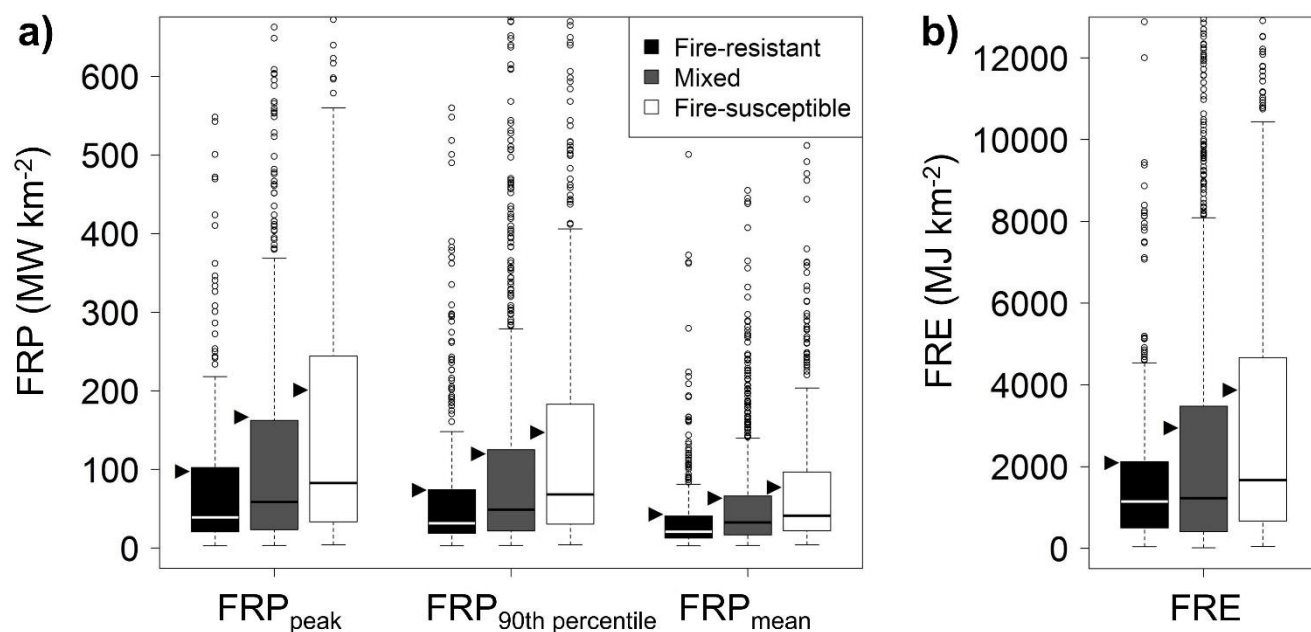 a)
FRP (MW km-2)
600
500
400
300
200
100
0
Fire-resistant
Mixed
Fire-susceptible
FRPpeak
FRP90th percentile
FRPmean
b)
FRE (MJ km-2)
12000
10000
8000
6000
4000
2000
0
FRE